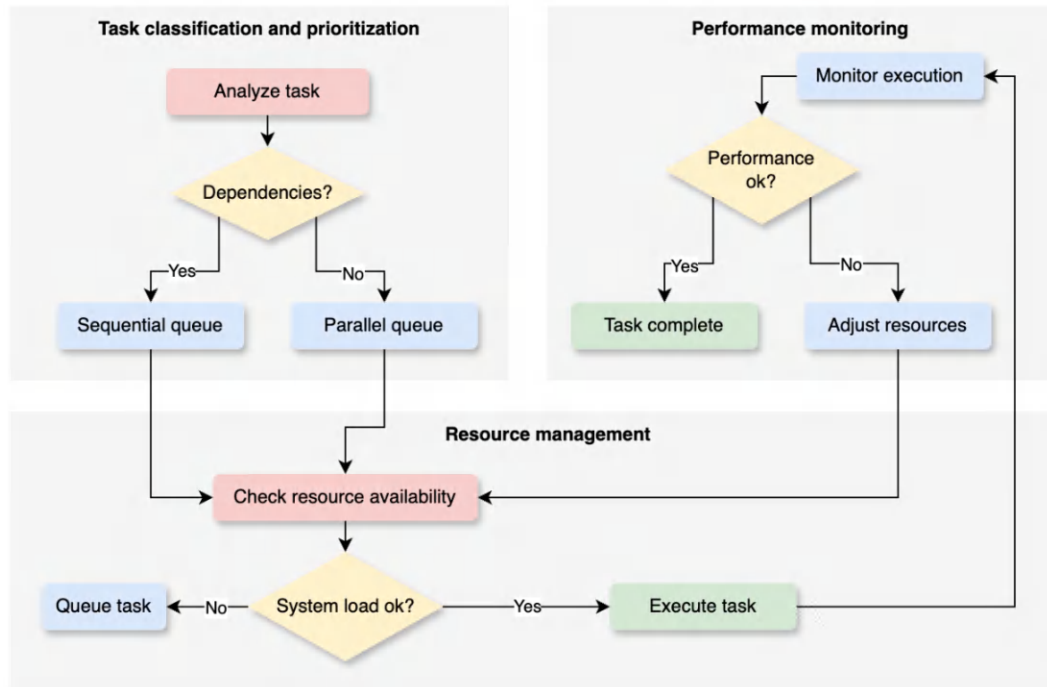 Task classification and prioritization
Analyze task
Dependencies?
Yes
No
Sequential queue
Parallel queue
Performance monitoring
Monitor execution
Performance
ok?
Yes
No
Task complete
Adjust resources
Resource management
Check resource availability
System load ok?
No
Queue task
Yes
Execute task